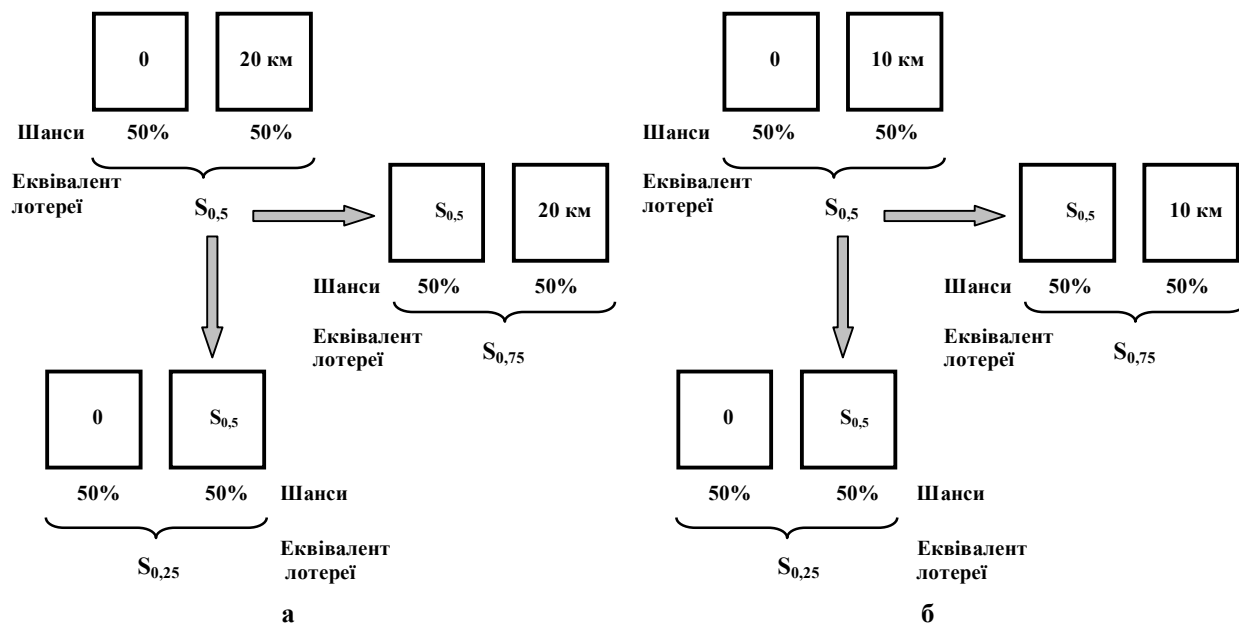 0
20 км
Шанси
50%
50%
Еквівалент
лотереї
S0,5
S0,5
20 км
Шанси
50%
50%
Еквівалент
лотереї
S0,75
0
S0,5
50%
50%
Шанси
S0,25
Еквівалент
лотереї
а
0
10 км
Шанси
50%
50%
Еквівалент
лотереї
S0,5
S0,5
10 км
Шанси
50%
50%
Еквівалент
лотереї
S0,75
0
S0,5
50%
50%
Шанси
S0,25
Еквівалент
лотереї
б